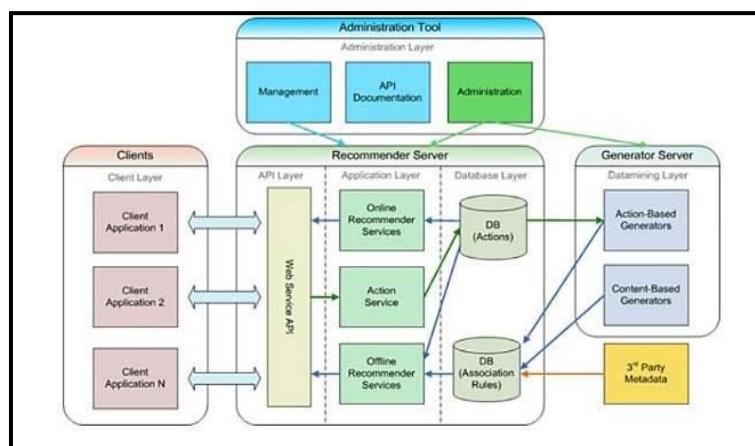 Administration Tool
Administration Layer
Management
API
Documentation
Administration
Clients
Client Layer
Client
Application 1
Client
Application 2
Client
Application N
Recommender Server
API Layer
Application Layer
Database Layer
Web Service API
Online
Recommender
Services
Action
Service
Offline
Recommender
Services
DB
(Actions)
DB
(Association
Rules)
Generator Server
Datamining Layer
Action-Based
Generators
Content-Based
Generators
3rd Party
Metadata